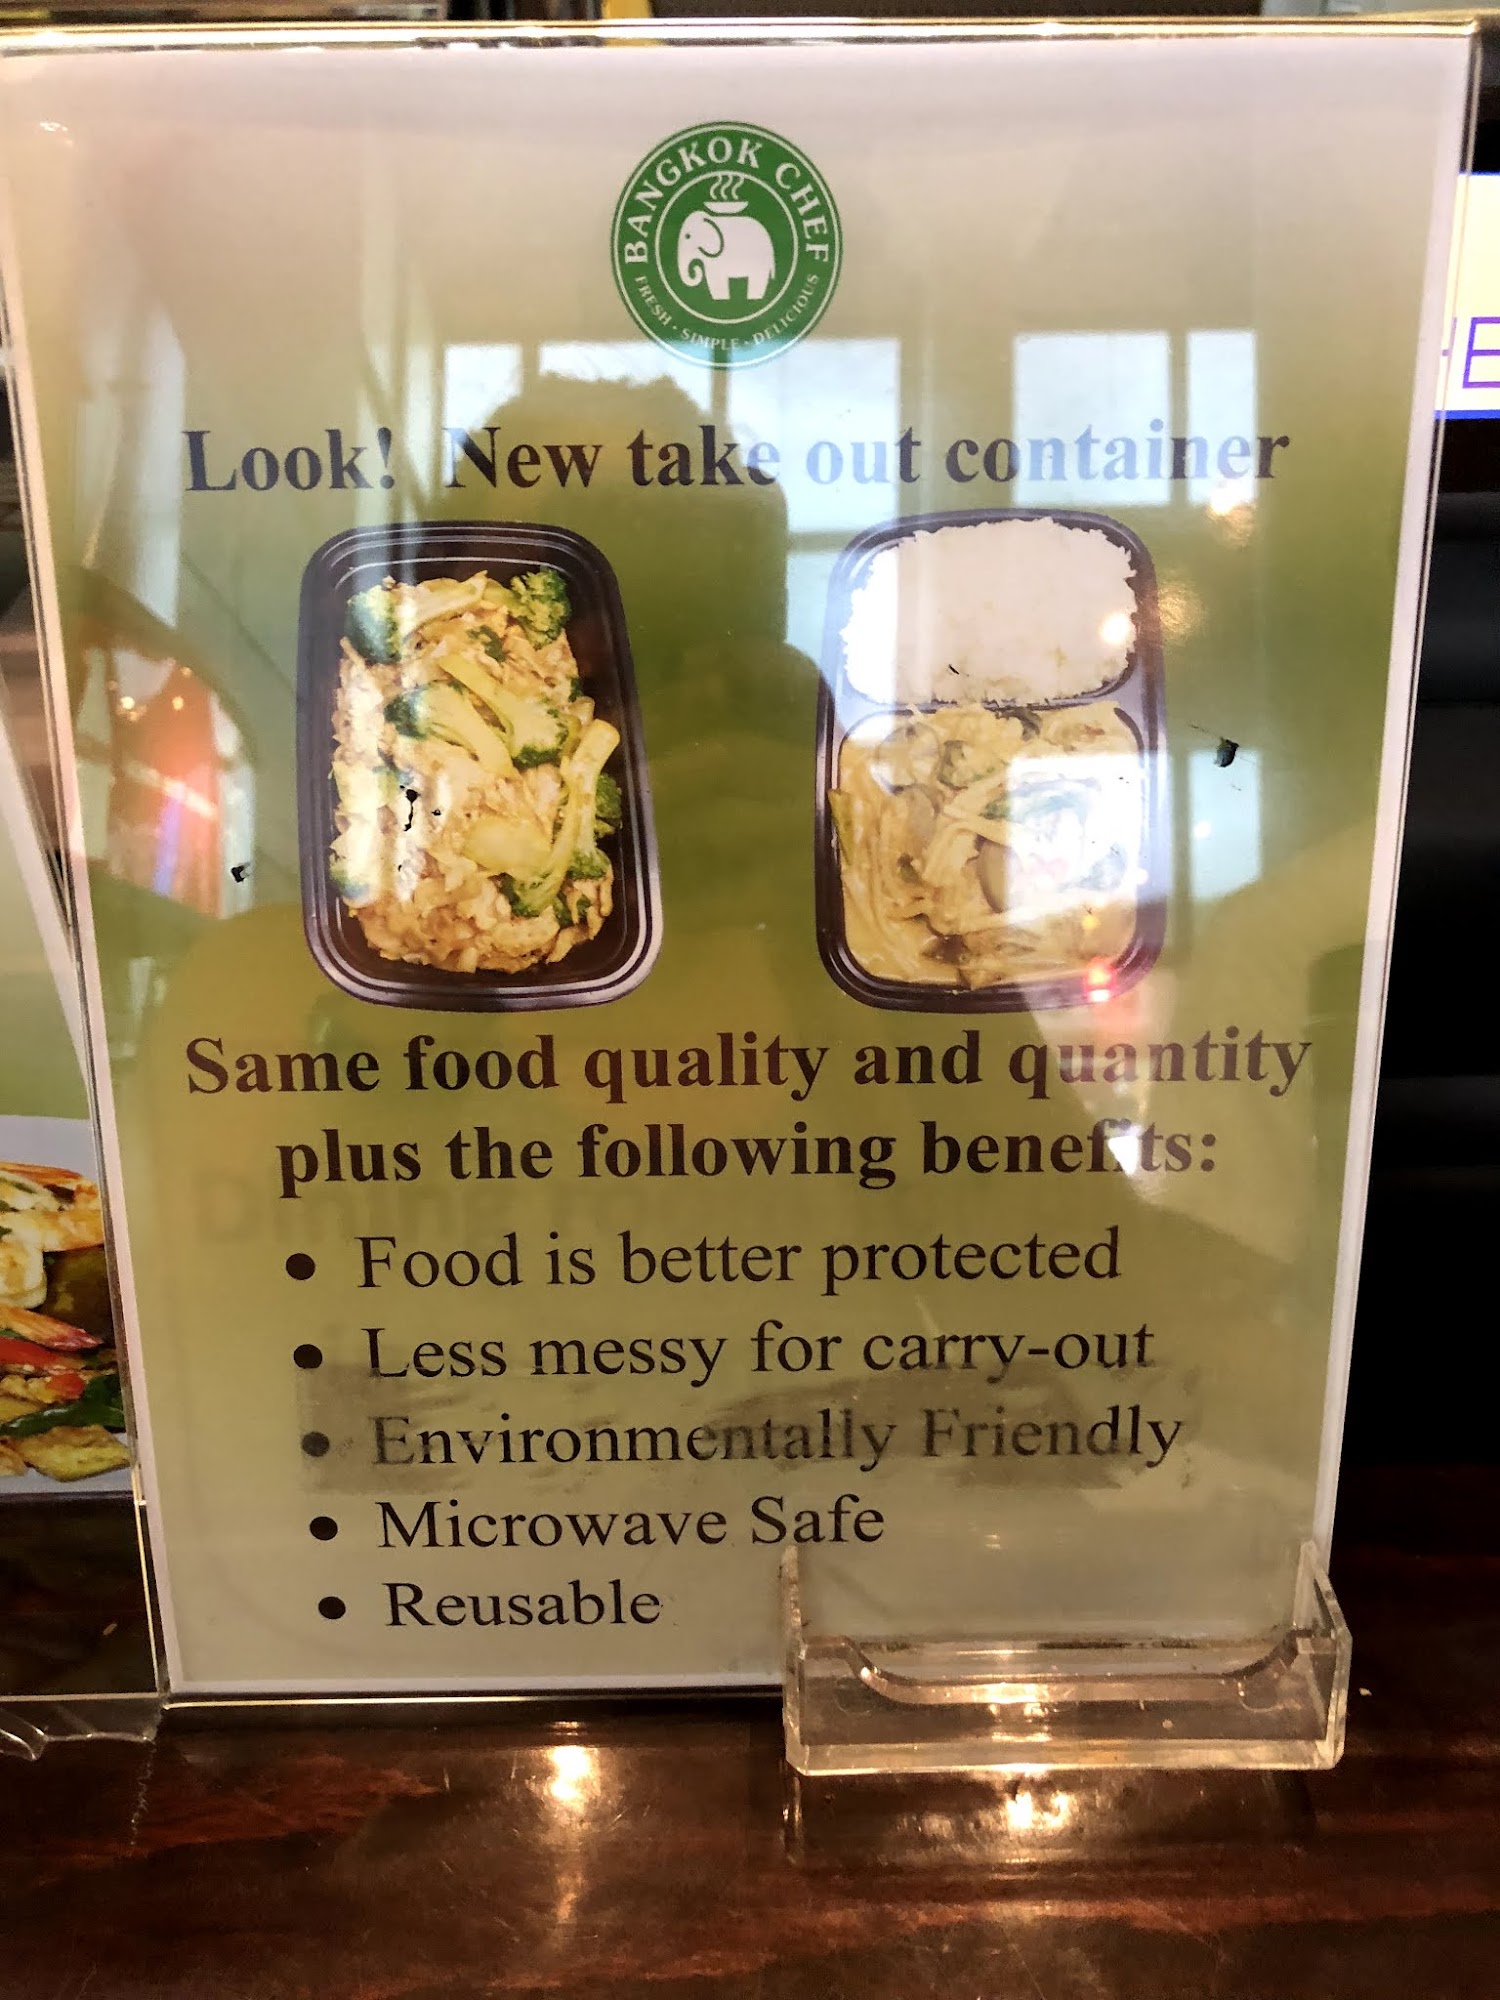 BANGKOK CHEF
FRESH · SIMPLE · DELICIOUS
Look! New take out container
Same food quality and quantity
plus the following benefits:
• Food is better protected
• Less messy for carry-out
• Environmentally Friendly
• Microwave Safe
• Reusable